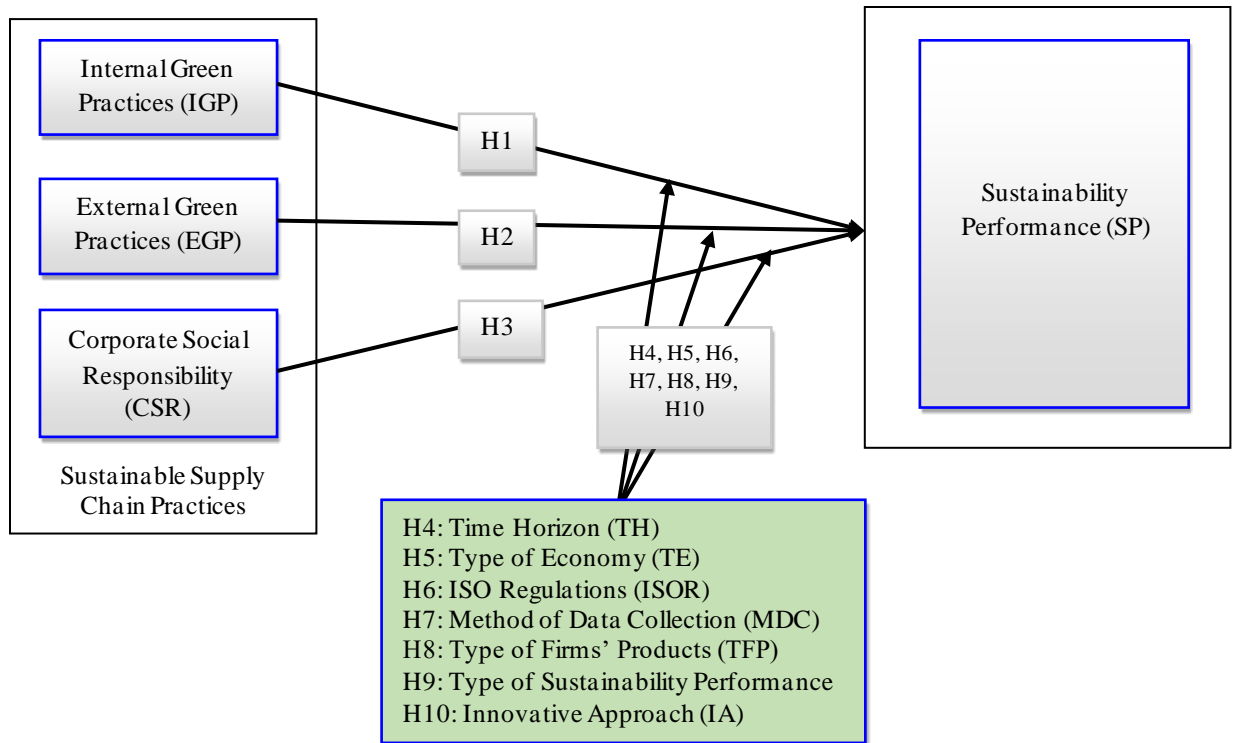 Internal Green
Practices (IGP)
External Green
Practices (EGP)
Corporate Social
Responsibility
(CSR)
Sustainable Supply
Chain Practices
H1
H2
H3
H4, H5, H6,
H7, H8, H9,
H10
Sustainability
Performance (SP)
H4: Time Horizon (TH)
H5: Type of Economy (TE)
H6: ISO Regulations (ISOR)
H7: Method of Data Collection (MDC)
H8: Type of Firms’ Products (TFP)
H9: Type of Sustainability Performance
H10: Innovative Approach (IA)